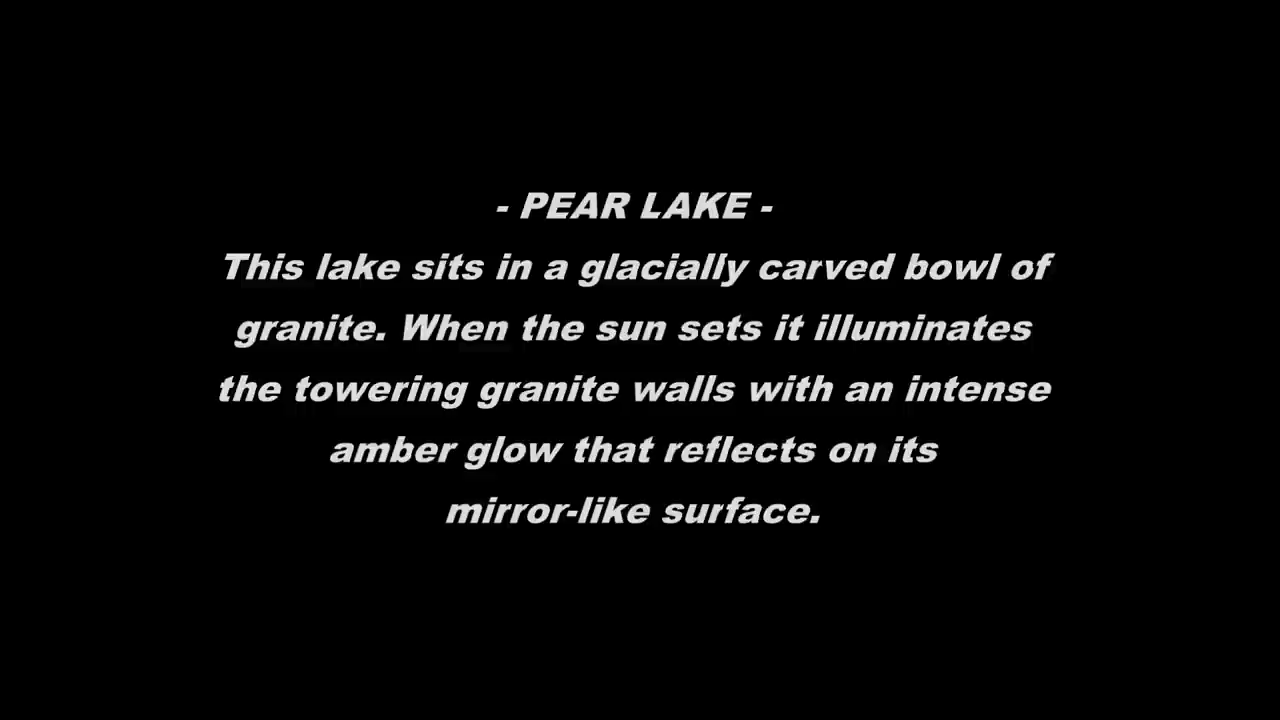 - PEAR LAKE -
This lake sits in a glacially carved bowl of
granite. When the sun sets it illuminates
the towering granite walls with an intense
amber glow that reflects on its
mirror-like surface.